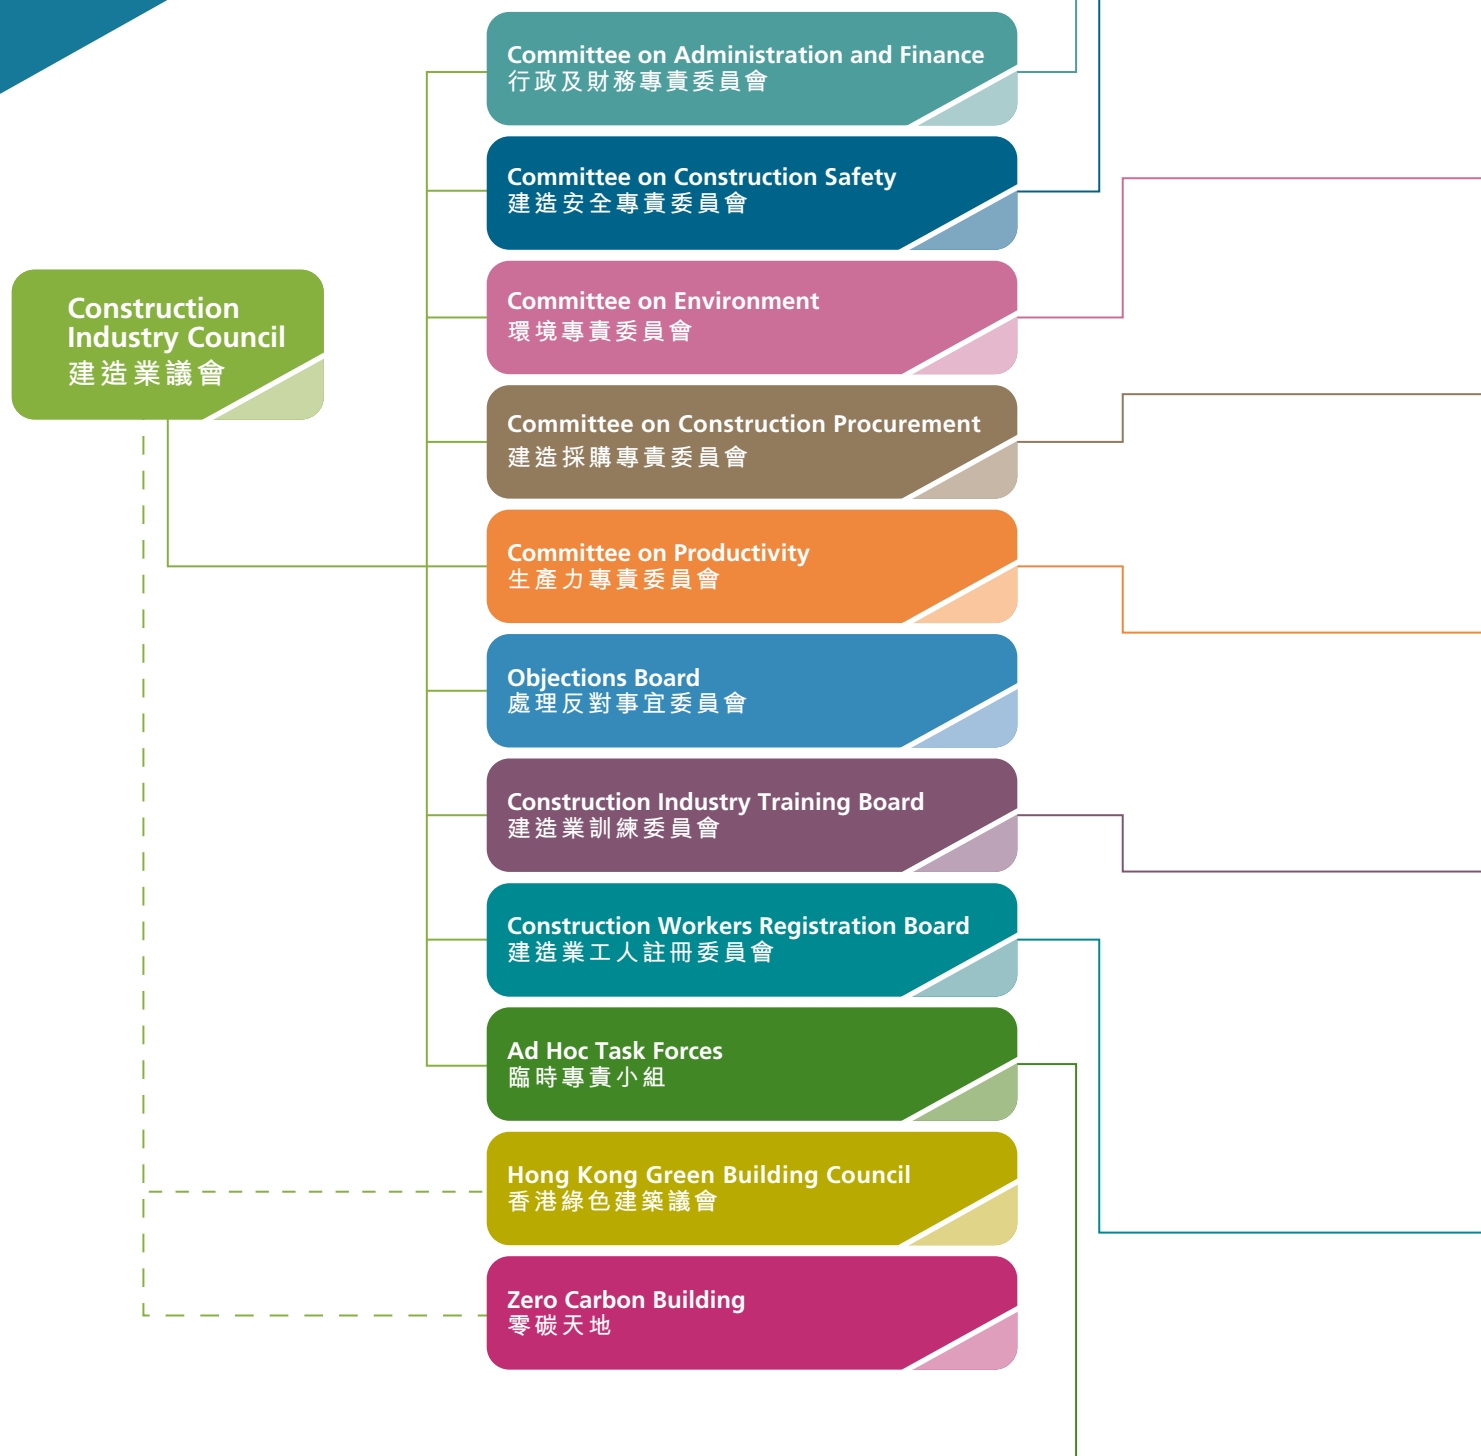 Committee on Administration and Finance
行政及財務專責委員會
Committee on Construction Safety
建造安全專責委員會
Committee on Environment
環境專責委員會
Construction
Industry Council
建造業議會
Committee on Construction Procurement
建造採購專責委員會
Committee on Productivity
生產力專責委員會
Objections Board
處理反對事宜委員會
Construction Industry Training Board
建造業訓練委員會
Construction Workers Registration Board
建造業工人註冊委員會
Ad Hoc Task Forces
臨時專責小組
Hong Kong Green Building Council
香港綠色建築議會
Zero Carbon Building
零碳天地